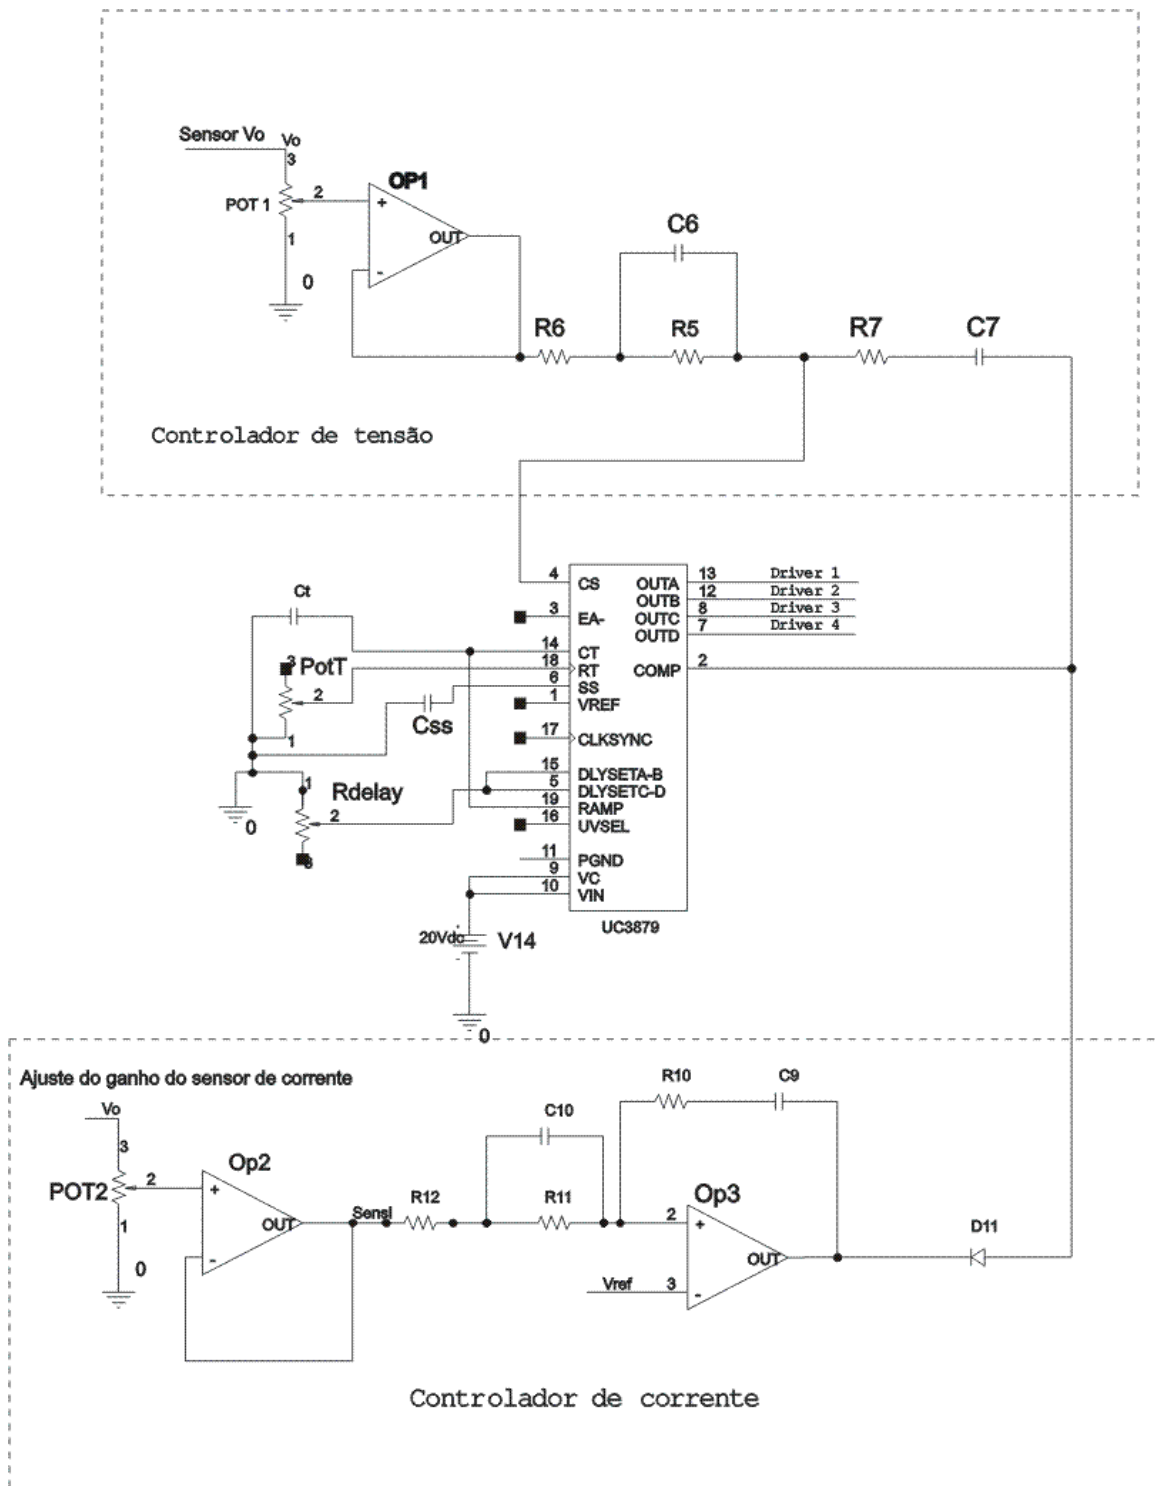 Sensor Vo
Vo
3
POT 1
2
1
0
OP1
+
-
OUT
C6
R6
R5
R7
C7
Controlador de tensão
4
CS
3
EA-
14
CT
18
RT
6
SS
1
VREF
17
CLKSYNC
15
DLYSETA-B
5
DLYSETC-D
19
RAMP
16
UVSEL
11
PGND
9
VC
10
VIN
OUTA
13
Driver 1
OUTB
12
Driver 2
OUTC
8
Driver 3
OUTD
7
Driver 4
COMP
2
UC3879
Ct
3
PotT
2
1
Css
1
Rdelay
2
3
0
20Vdc
V14
0
Ajuste do ganho do sensor de corrente
Vo
3
POT2
2
1
0
Op2
+
-
OUT
Sensi
R12
C10
R11
R10
C9
Op3
2
+
Vref
3
-
OUT
D11
Controlador de corrente